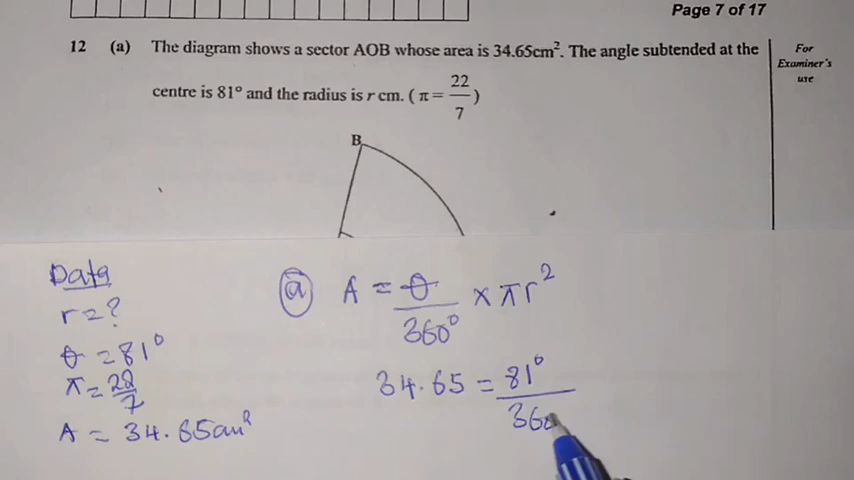 Page 7 of 17
12 (a) The diagram shows a sector AOB whose area is 34.65cm². The angle subtended at the
centre is 81° and the radius is r cm. ( π = 22/7 )
For
Examiner's
use
B
Data
r = ?
θ = 81°
π = 22/7
A = 34.65cm²
(a) A = θ/360° × πr²
34.65 = 81°/360